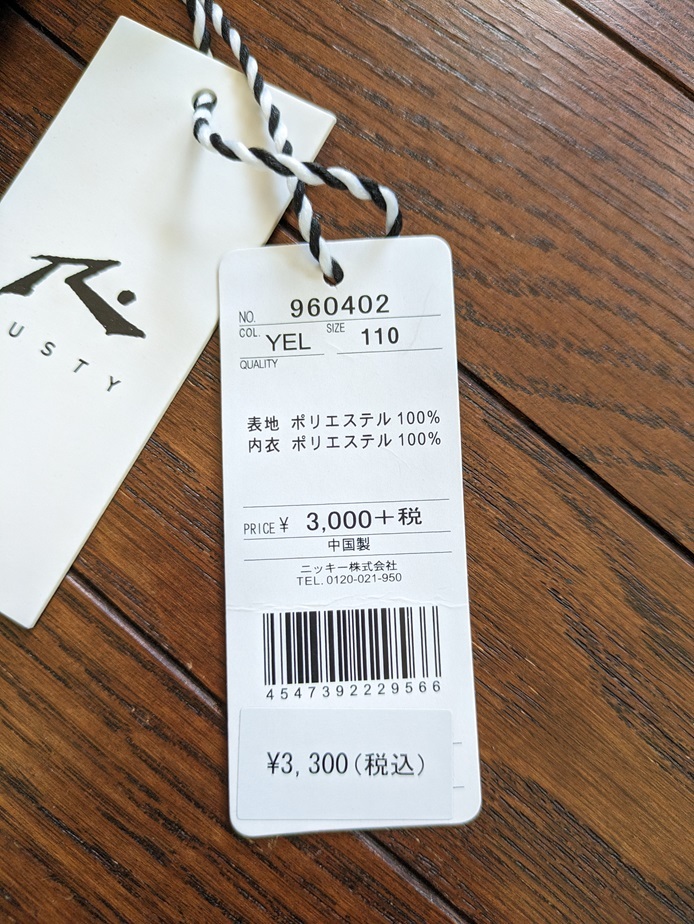 R.
USTY
NO. 960402
COL. YEL SIZE 110
QUALITY
表地 ポリエステル 100%
内衣 ポリエステル 100%
PRICE ¥ 3,000+税
中国製
ニッキー株式会社
TEL. 0120-021-950
4547392229566
¥3,300(税込)